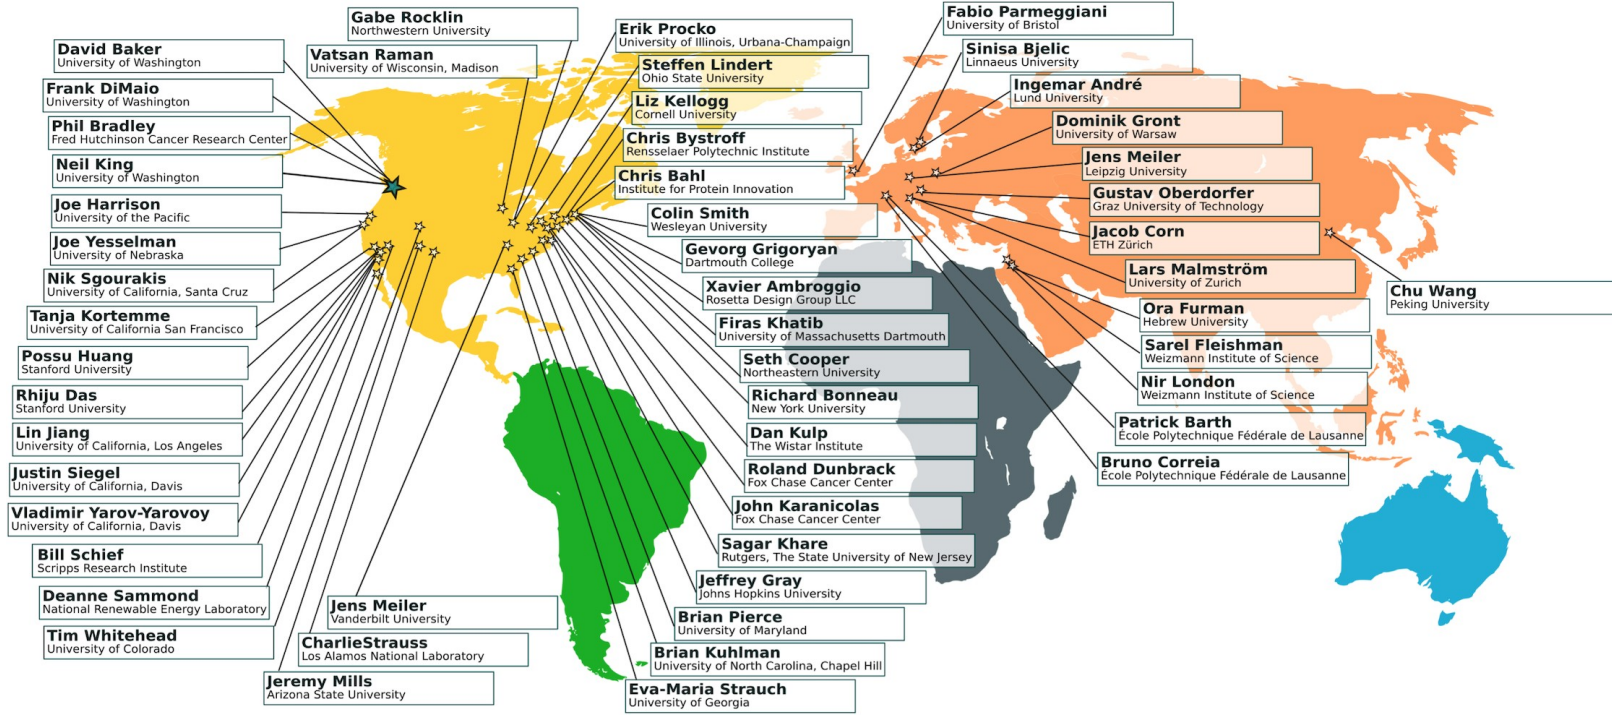 Gabe Rocklin
Northwestern University
Vatsan Raman
University of Wisconsin, Madison
David Baker
University of Washington
Frank DiMaio
University of Washington
Phil Bradley
Fred Hutchinson Cancer Research Center
Neil King
University of Washington
Joe Harrison
University of the Pacific
Joe Yesselman
University of Nebraska
Nik Sgourakis
University of California, Santa Cruz
Tanja Kortemme
University of California San Francisco
Possu Huang
Stanford University
Rhiju Das
Stanford University
Lin Jiang
University of California, Los Angeles
Justin Siegel
University of California, Davis
Vladimir Yarov-Yarovoy
University of California, Davis
Bill Schief
Scripps Research Institute
Deanne Sammond
National Renewable Energy Laboratory
Tim Whitehead
University of Colorado
Jens Meiler
Vanderbilt University
CharlieStrauss
Los Alamos National Laboratory
Jeremy Mills
Arizona State University
Erik Procko
University of Illinois, Urbana-Champaign
Steffen Lindert
Ohio State University
Liz Kellogg
Cornell University
Chris Bystroff
Rensselaer Polytechnic Institute
Chris Bahl
Institute for Protein Innovation
Colin Smith
Wesleyan University
Gevorg Grigoryan
Dartmouth College
Xavier Ambroggio
Rosetta Design Group LLC
Firas Khatib
University of Massachusetts Dartmouth
Seth Cooper
Northeastern University
Richard Bonneau
New York University
Dan Kulp
The Wistar Institute
Roland Dunbrack
Fox Chase Cancer Center
John Karanicolas
Fox Chase Cancer Center
Sagar Khare
Rutgers, The State University of New Jersey
Jeffrey Gray
Johns Hopkins University
Brian Pierce
University of Maryland
Brian Kuhlman
University of North Carolina, Chapel Hill
Eva-Maria Strauch
University of Georgia
Fabio Parmeggiani
University of Bristol
Sinisa Bjelic
Linnaeus University
Ingemar André
Lund University
Dominik Gront
University of Warsaw
Jens Meiler
Leipzig University
Gustav Oberdorfer
Graz University of Technology
Jacob Corn
ETH Zürich
Lars Malmström
University of Zurich
Chu Wang
Peking University
Ora Furman
Hebrew University
Sarel Fleishman
Weizmann Institute of Science
Nir London
Weizmann Institute of Science
Patrick Barth
École Polytechnique Fédérale de Lausanne
Bruno Correia
École Polytechnique Fédérale de Lausanne